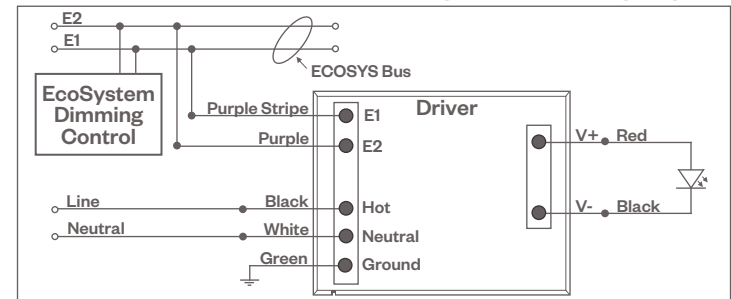 E2
E1
ECOSYS Bus
EcoSystem
Dimming
Control
Purple Stripe
E1
Driver
Purple
E2
V+
Red
Line
Black
Hot
V-
Black
Neutral
White
Neutral
Green
Ground